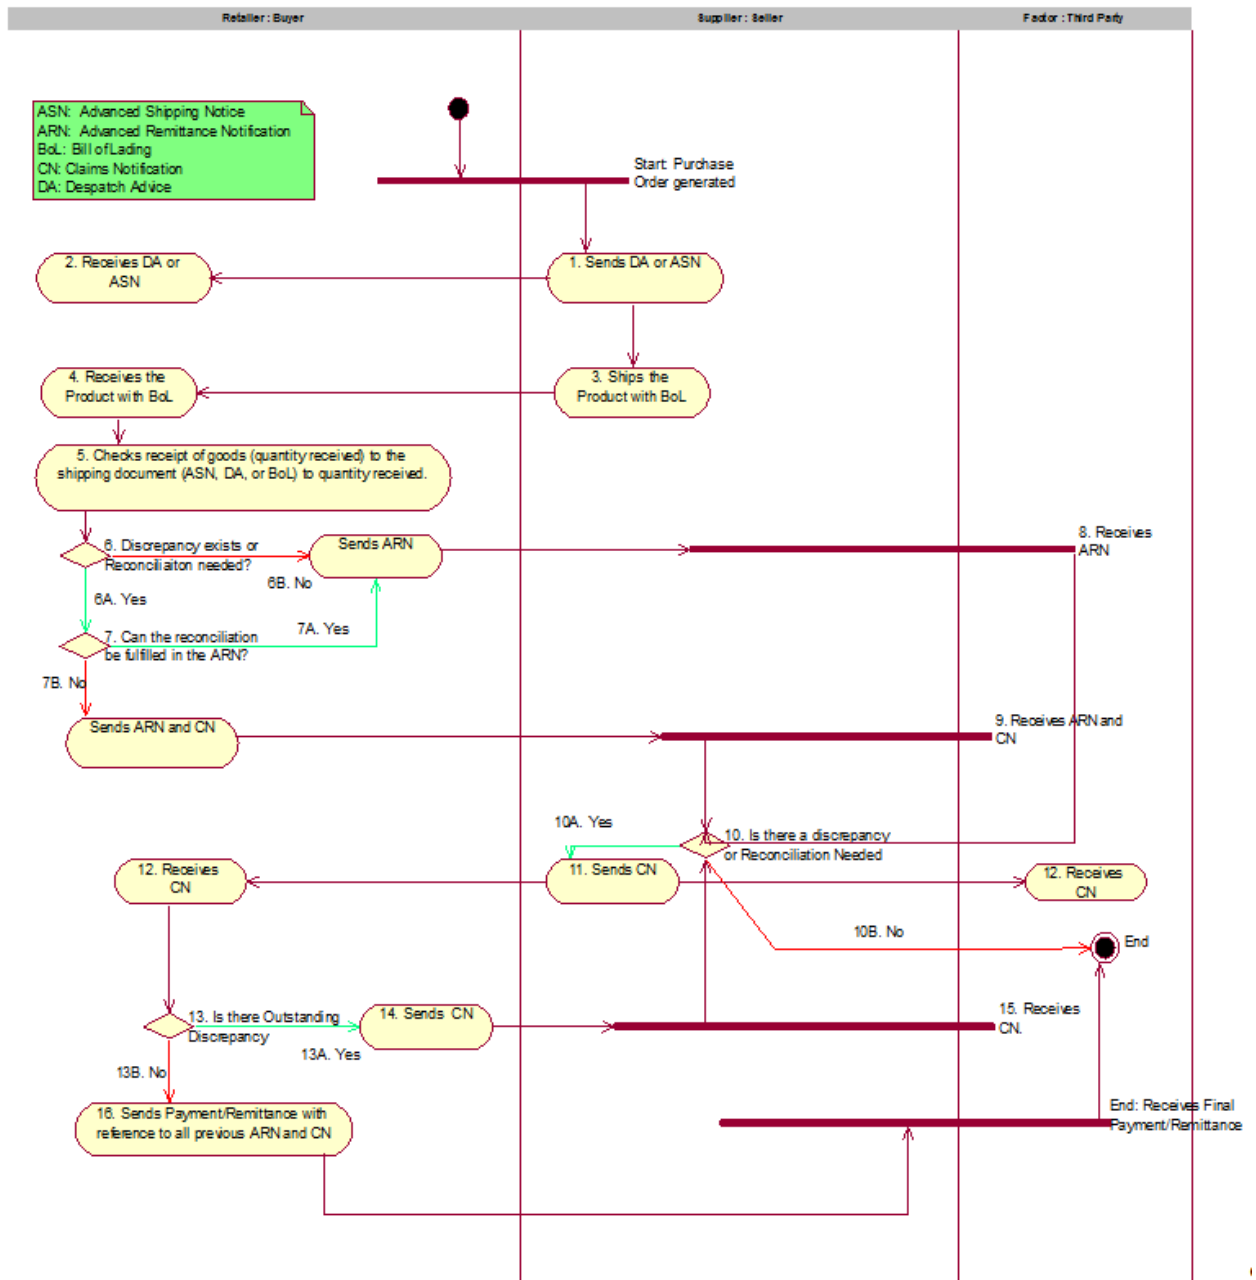 Retailer : Buyer
Supplier : Seller
Factor : Third Party
ASN: Advanced Shipping Notice
ARN: Advanced Remittance Notification
BoL: Bill of Lading
CN: Claims Notification
DA: Despatch Advice
Start: Purchase
Order generated
2. Receives DA or
ASN
1. Sends DA or ASN
4. Receives the
Product with BoL
3. Ships the
Product with BoL
5. Checks receipt of goods (quantity received) to the
shipping document (ASN, DA, or BoL) to quantity received.
6. Discrepancy exists or
Reconciliaiton needed?
Sends ARN
8. Receives
ARN
6B. No
6A. Yes
7. Can the reconciliation
be fulfilled in the ARN?
7A. Yes
7B. No
Sends ARN and CN
9. Receives ARN and
CN
10A. Yes
10. Is there a discrepancy
or Reconciliation Needed
12. Receives
CN
11. Sends CN
12. Receives
CN
10B. No
End
13. Is there Outstanding
Discrepancy
14. Sends CN
15. Receives
CN.
13A. Yes
13B. No
16. Sends Payment/Remittance with
reference to all previous ARN and CN
End: Receives Final
Payment/Remittance